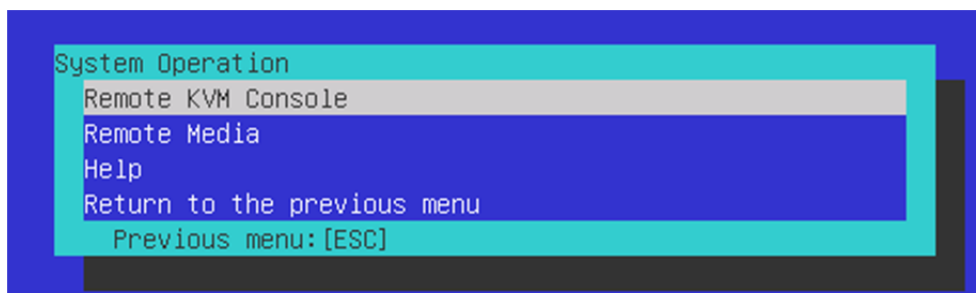 System Operation
Remote KVM Console
Remote Media
Help
Return to the previous menu
Previous menu:[ESC]